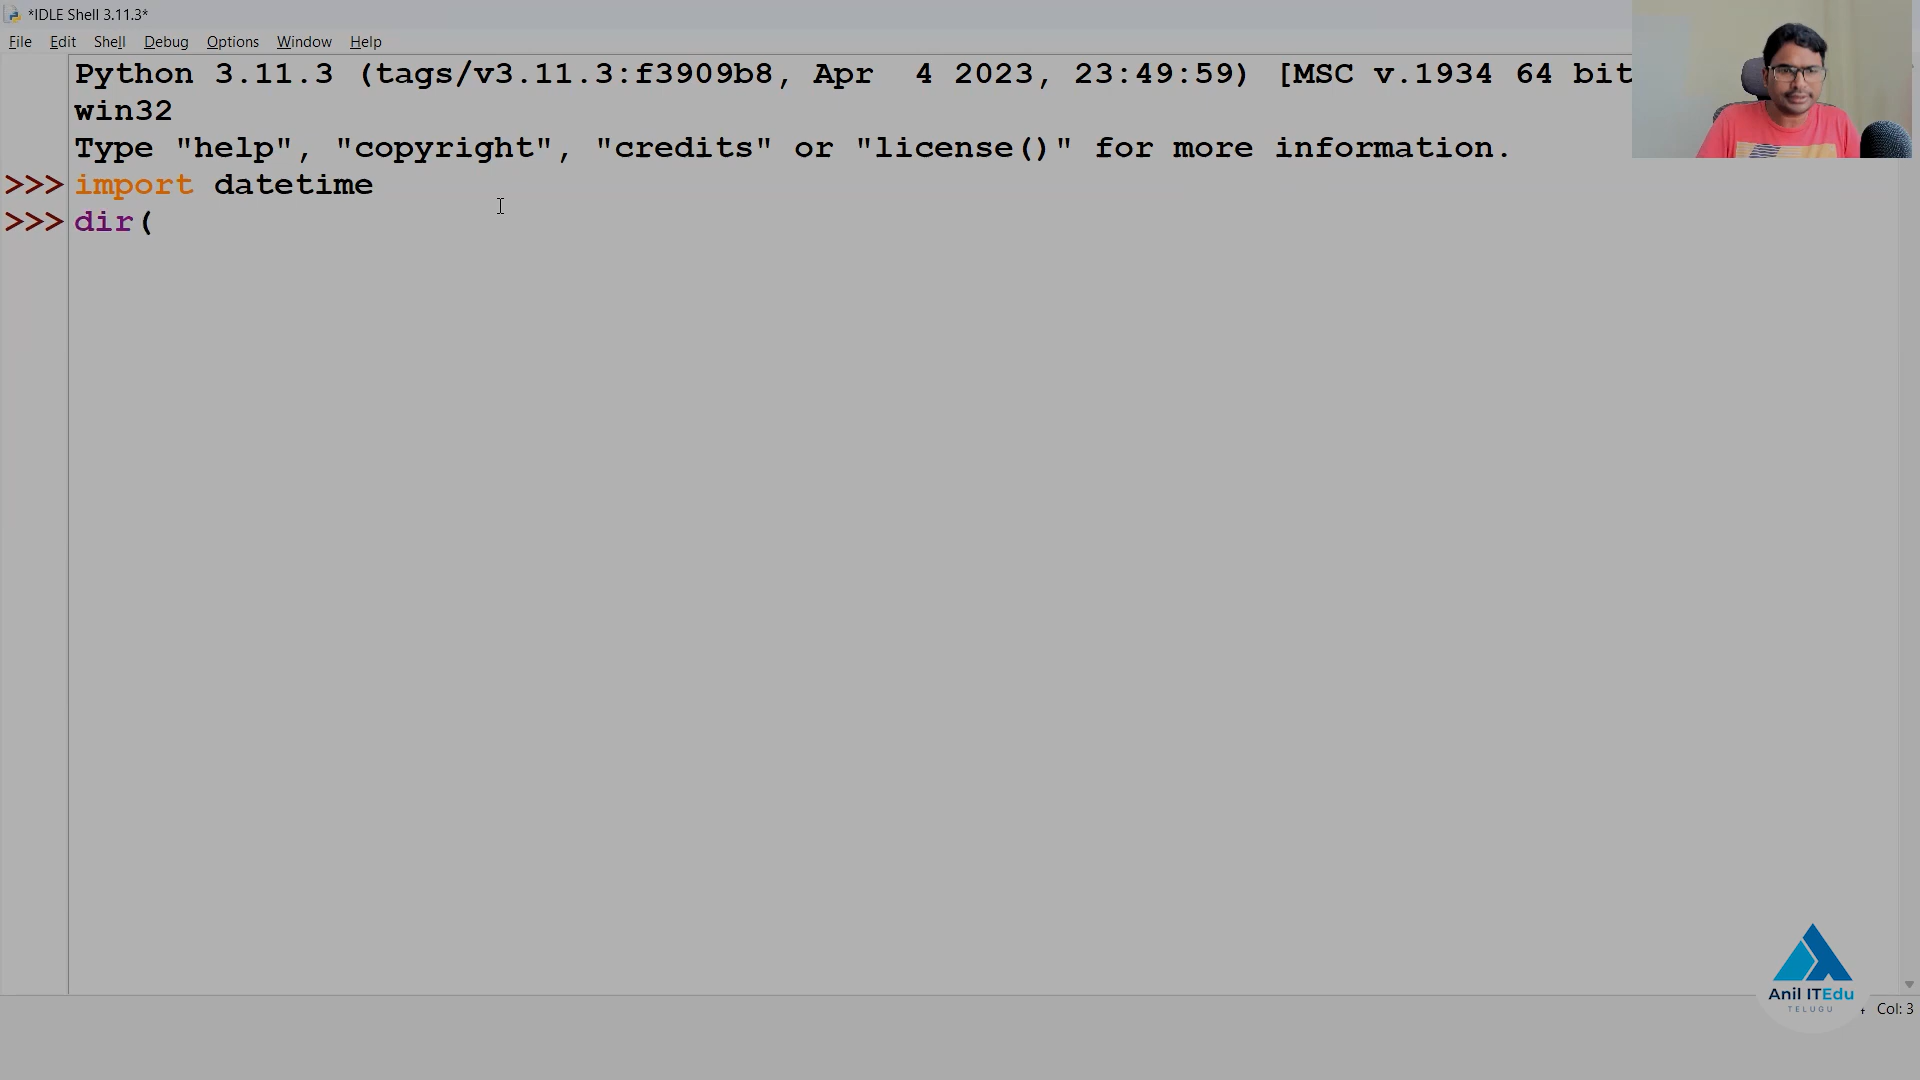 *IDLE Shell 3.11.3*
File Edit Shell Debug Options Window Help
Python 3.11.3 (tags/v3.11.3:f3909b8, Apr  4 2023, 23:49:59) [MSC v.1934 64 bit
win32
Type "help", "copyright", "credits" or "license()" for more information.
>>> import datetime
>>> dir(
Anil ITEdu
TELUGU
Col: 3